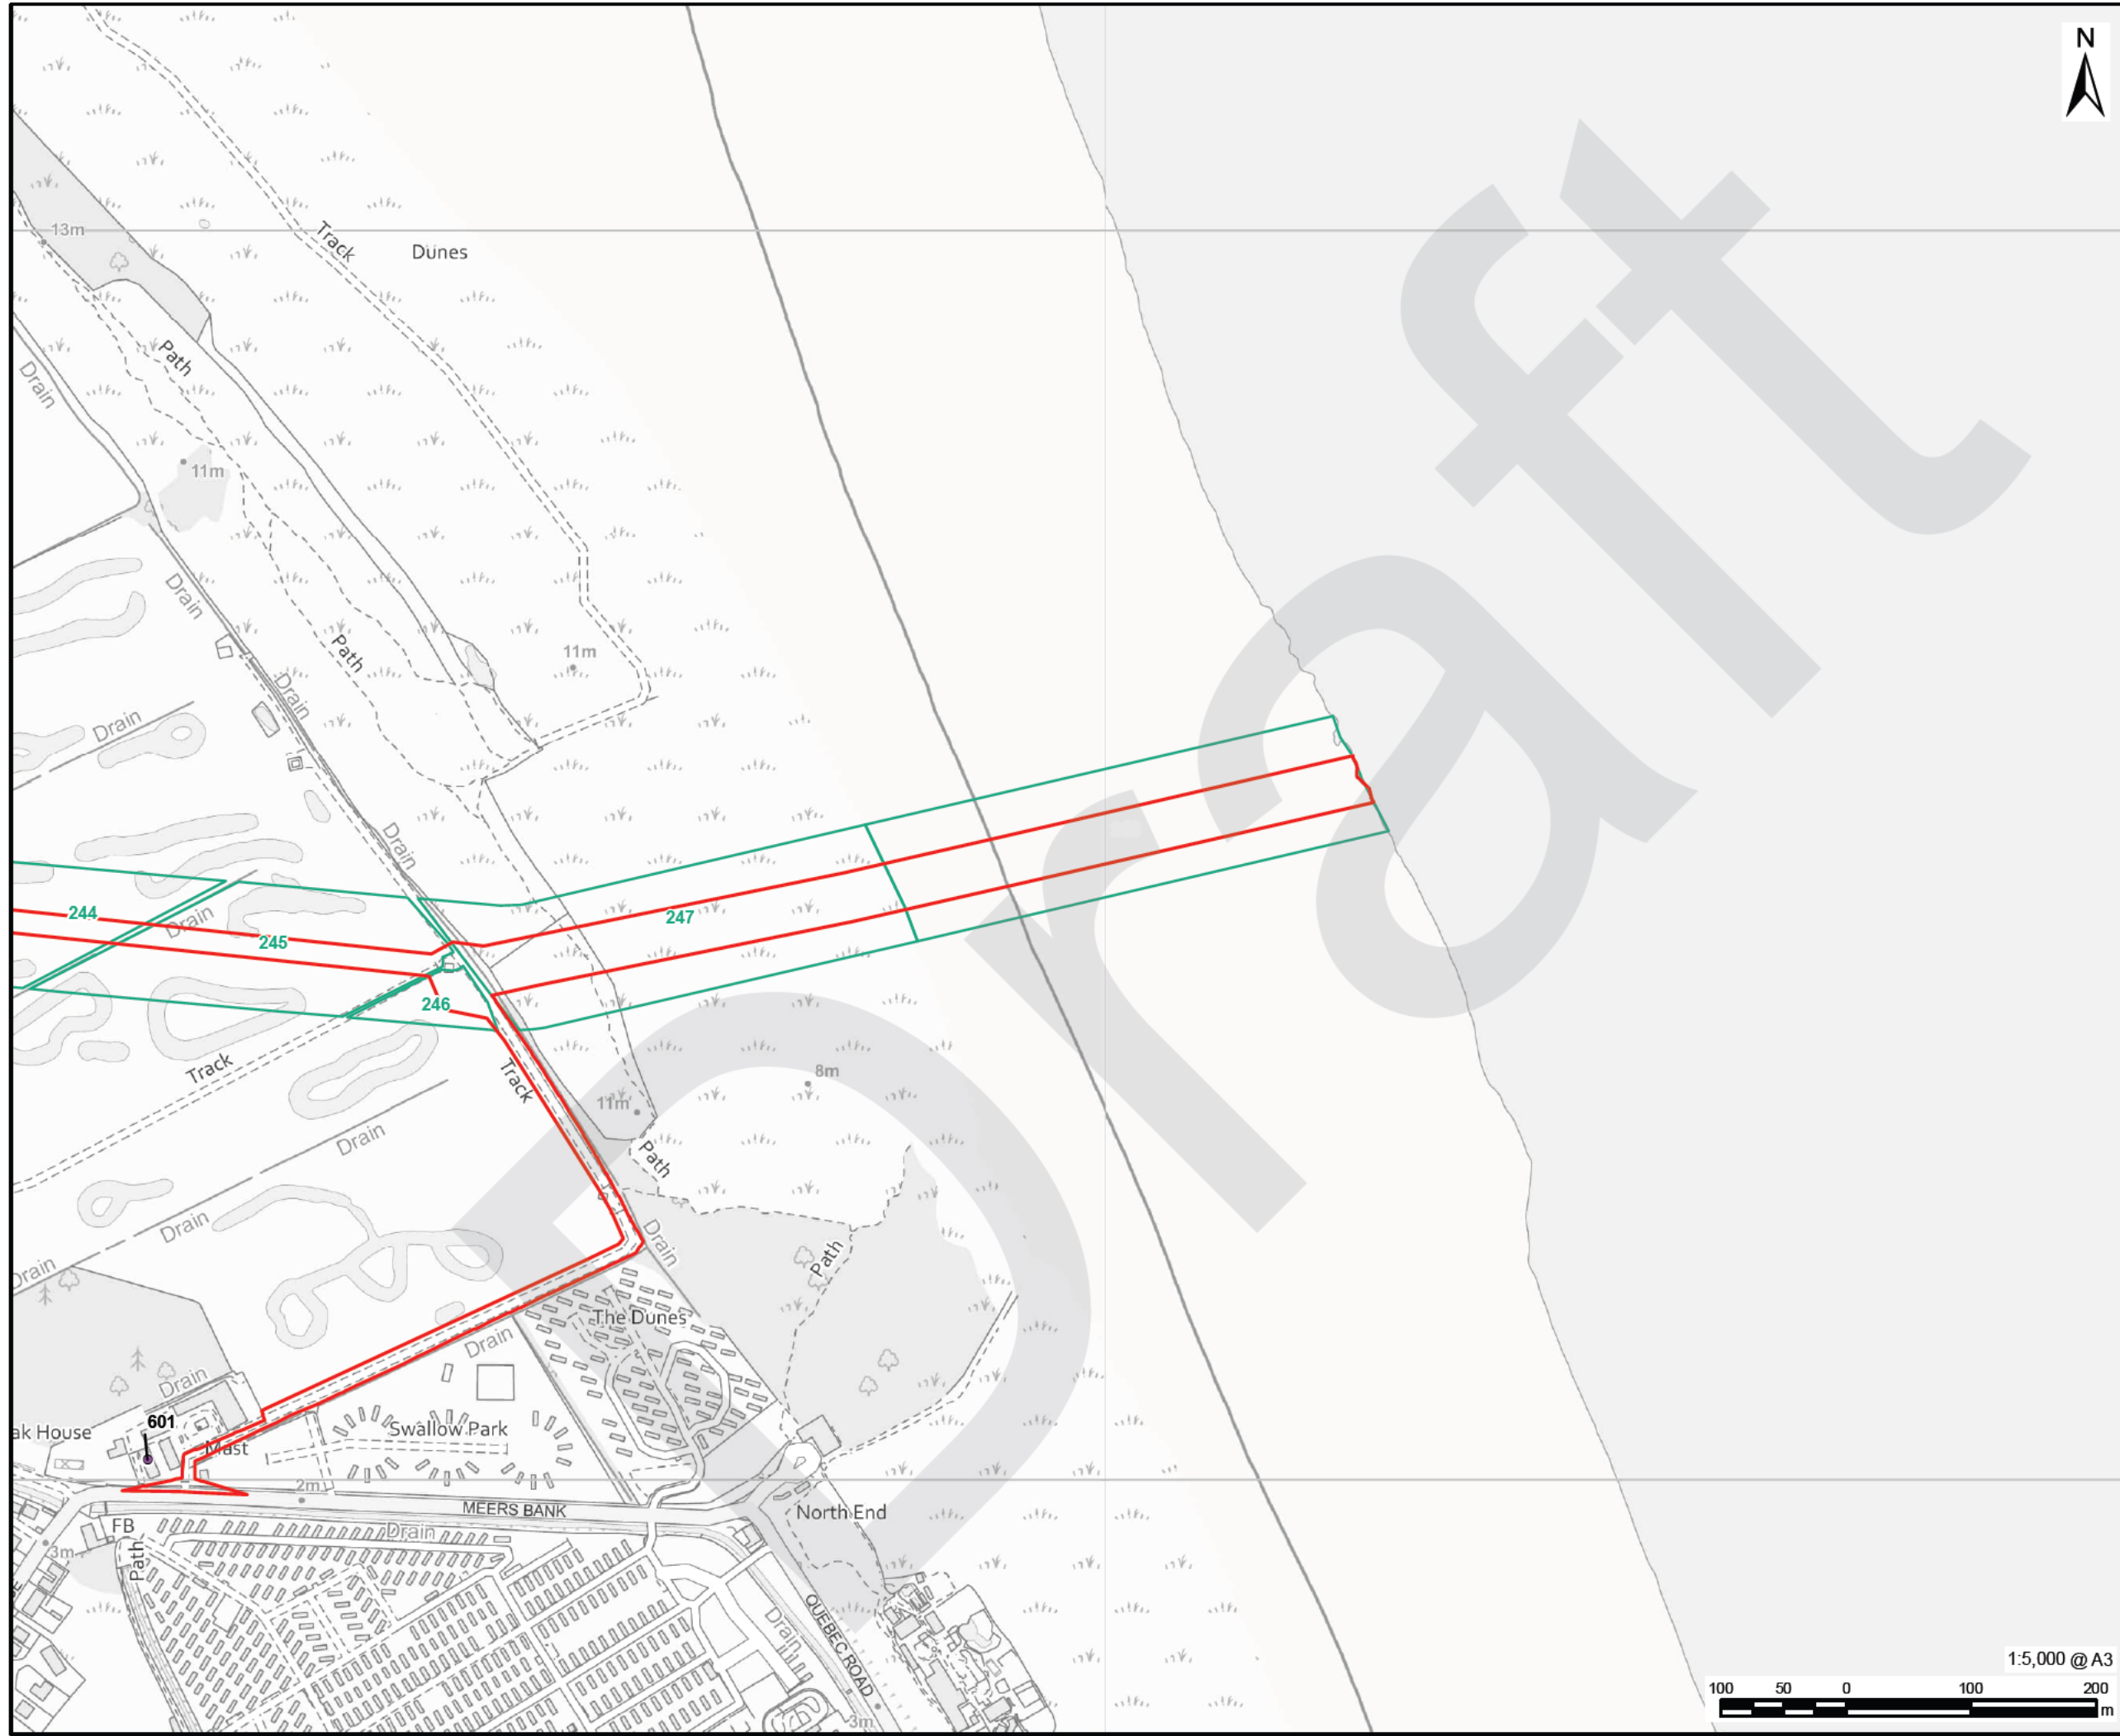 N
13m
Track
Dunes
Path
Drain
11m
Drain
Path
11m
Drain
Drain
Drain
244
Drain
245
247
246
Track
Track
8m
11m
Drain
Path
Drain
Drain
Path
Drain
The Dunes
Drain
Drain
601
ak House
Mast
Swallow Park
2m
MEERS BANK
North End
FB
Drain
Path
3m
QUEBEC ROAD
Drain
3m
Draft
1:5,000 @ A3
100 50 0 100 200
m